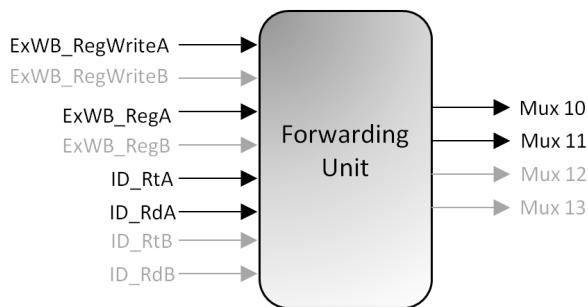 ExWB_RegWriteA
ExWB_RegWriteB
ExWB_RegA
ExWB_RegB
ID_RtA
ID_RdA
ID_RtB
ID_RdB
Forwarding
Unit
Mux 10
Mux 11
Mux 12
Mux 13